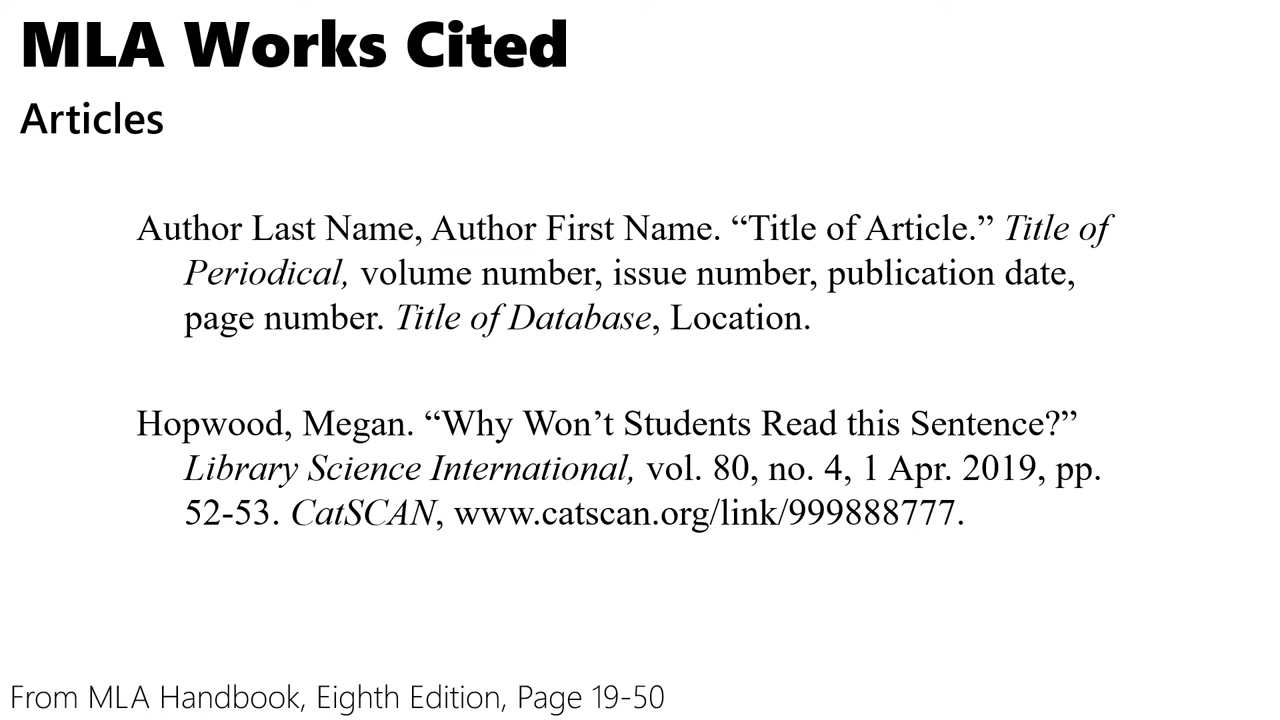 MLA Works Cited
Articles
Author Last Name, Author First Name. “Title of Article.” Title of
Periodical, volume number, issue number, publication date,
page number. Title of Database, Location.
Hopwood, Megan. “Why Won’t Students Read this Sentence?”
Library Science International, vol. 80, no. 4, 1 Apr. 2019, pp.
52-53. CatSCAN, www.catscan.org/link/999888777.
From MLA Handbook, Eighth Edition, Page 19-50